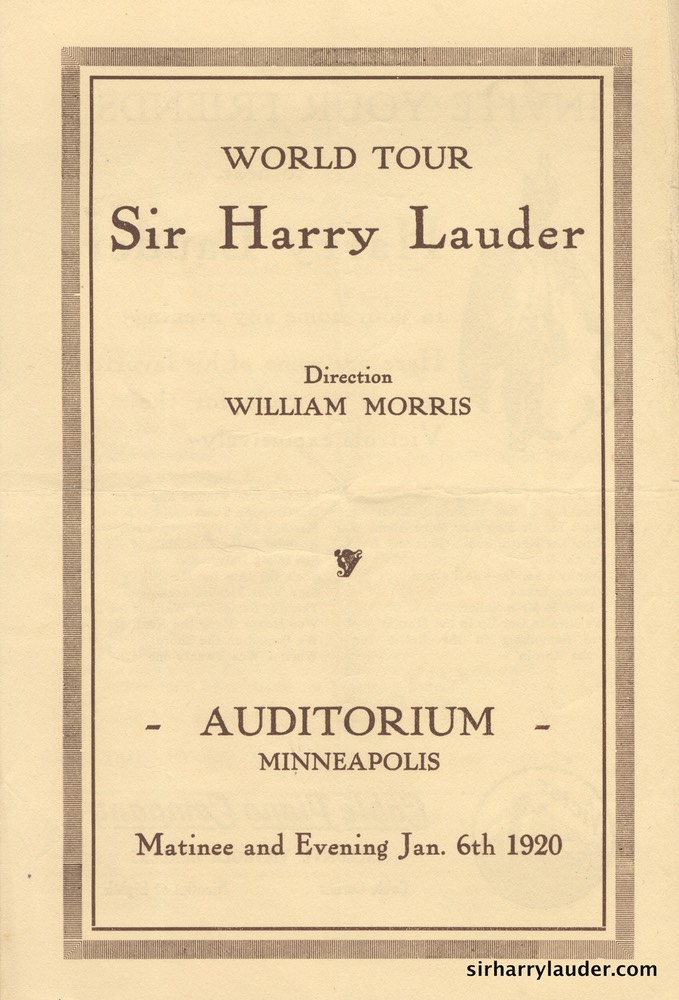 WORLD TOUR
Sir Harry Lauder
Direction
WILLIAM MORRIS
- AUDITORIUM -
MINNEAPOLIS
Matinee and Evening Jan. 6th 1920
sirharrylauder.com